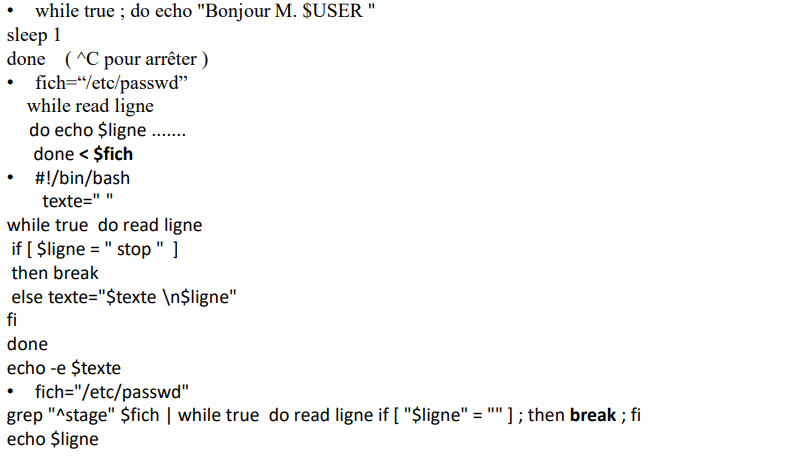 • while true ; do echo "Bonjour M. $USER "
sleep 1
done ( ^C pour arrêter )
• fich=“/etc/passwd”
while read ligne
do echo $ligne .......
done < $fich
• #!/bin/bash
texte=" "
while true do read ligne
if [ $ligne = " stop " ]
then break
else texte="$texte \n$ligne"
fi
done
echo -e $texte
• fich="/etc/passwd"
grep "^stage" $fich | while true do read ligne if [ "$ligne" = "" ] ; then break ; fi
echo $ligne